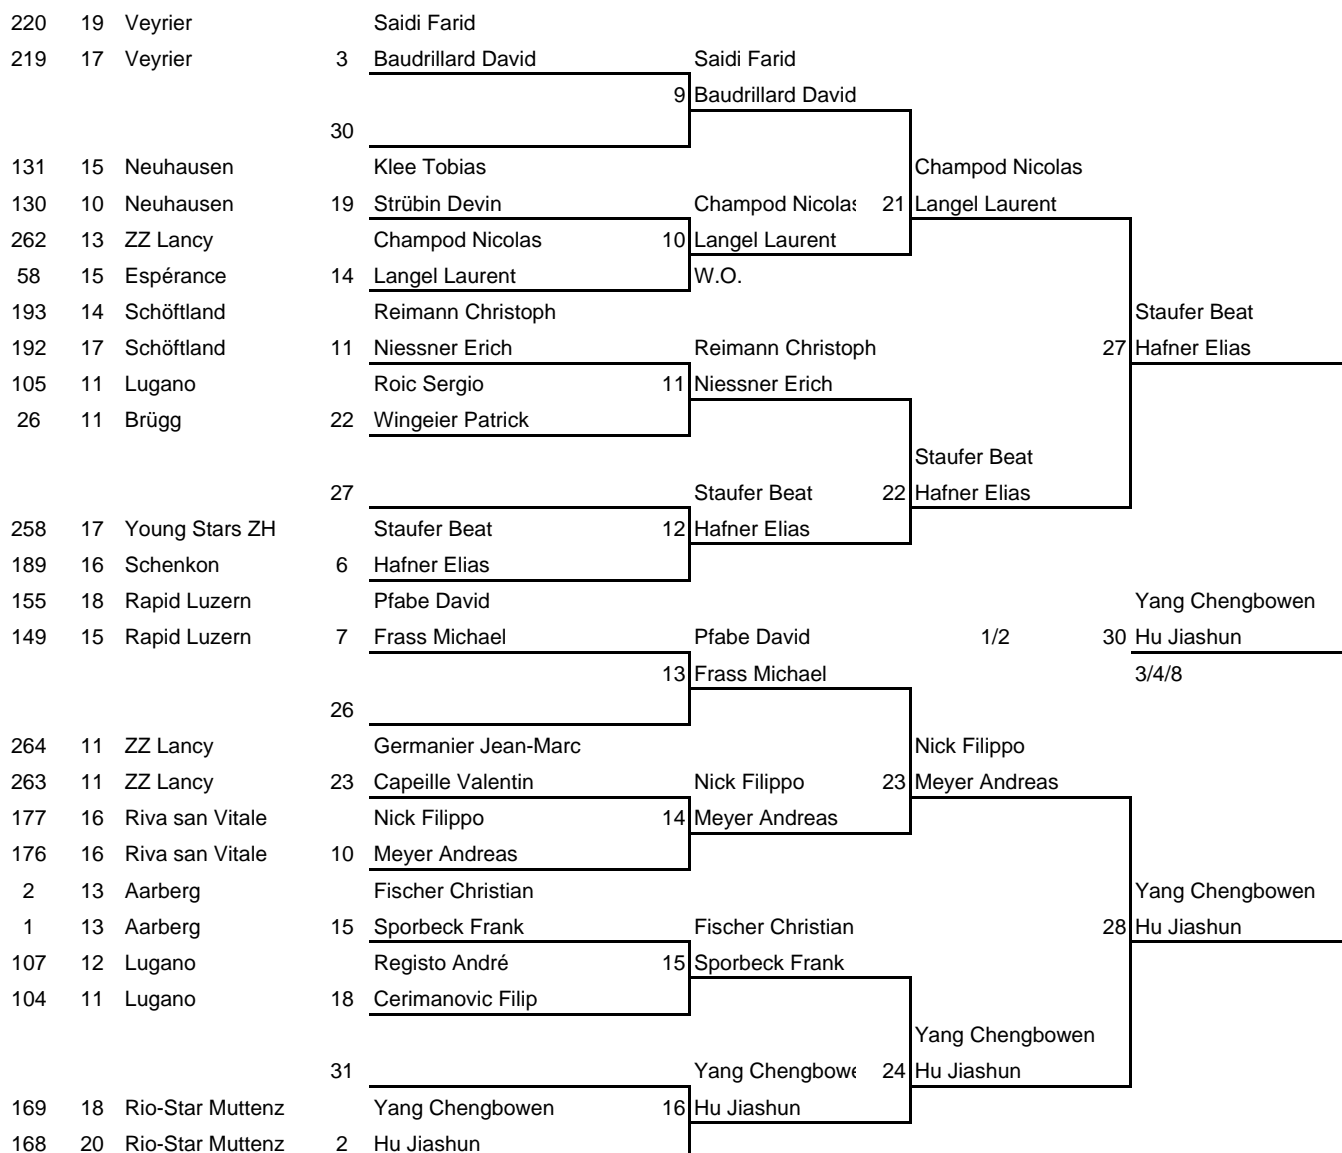 220 19 Veyrier Saidi Farid
219 17 Veyrier 3 Baudrillard David Saidi Farid
9 Baudrillard David
30
131 15 Neuhausen Klee Tobias Champod Nicolas
130 10 Neuhausen 19 Strübin Devin Champod Nicolas 21 Langel Laurent
262 13 ZZ Lancy Champod Nicolas 10 Langel Laurent
58 15 Espérance 14 Langel Laurent W.O.
193 14 Schöftland Reimann Christoph Staufer Beat
192 17 Schöftland 11 Niessner Erich Reimann Christoph 27 Hafner Elias
105 11 Lugano Roic Sergio 11 Niessner Erich
26 11 Brügg 22 Wingeier Patrick
Staufer Beat
27 Staufer Beat 22 Hafner Elias
258 17 Young Stars ZH Staufer Beat 12 Hafner Elias
189 16 Schenkon 6 Hafner Elias
155 18 Rapid Luzern Pfabe David Yang Chengbowen
149 15 Rapid Luzern 7 Frass Michael Pfabe David 1/2 30 Hu Jiashun
13 Frass Michael 3/4/8
26
264 11 ZZ Lancy Germanier Jean-Marc Nick Filippo
263 11 ZZ Lancy 23 Capeille Valentin Nick Filippo 23 Meyer Andreas
177 16 Riva san Vitale Nick Filippo 14 Meyer Andreas
176 16 Riva san Vitale 10 Meyer Andreas
2 13 Aarberg Fischer Christian Yang Chengbowen
1 13 Aarberg 15 Sporbeck Frank Fischer Christian 28 Hu Jiashun
107 12 Lugano Registo André 15 Sporbeck Frank
104 11 Lugano 18 Cerimanovic Filip
Yang Chengbowen
31 Yang Chengbowe 24 Hu Jiashun
169 18 Rio-Star Muttenz Yang Chengbowen 16 Hu Jiashun
168 20 Rio-Star Muttenz 2 Hu Jiashun